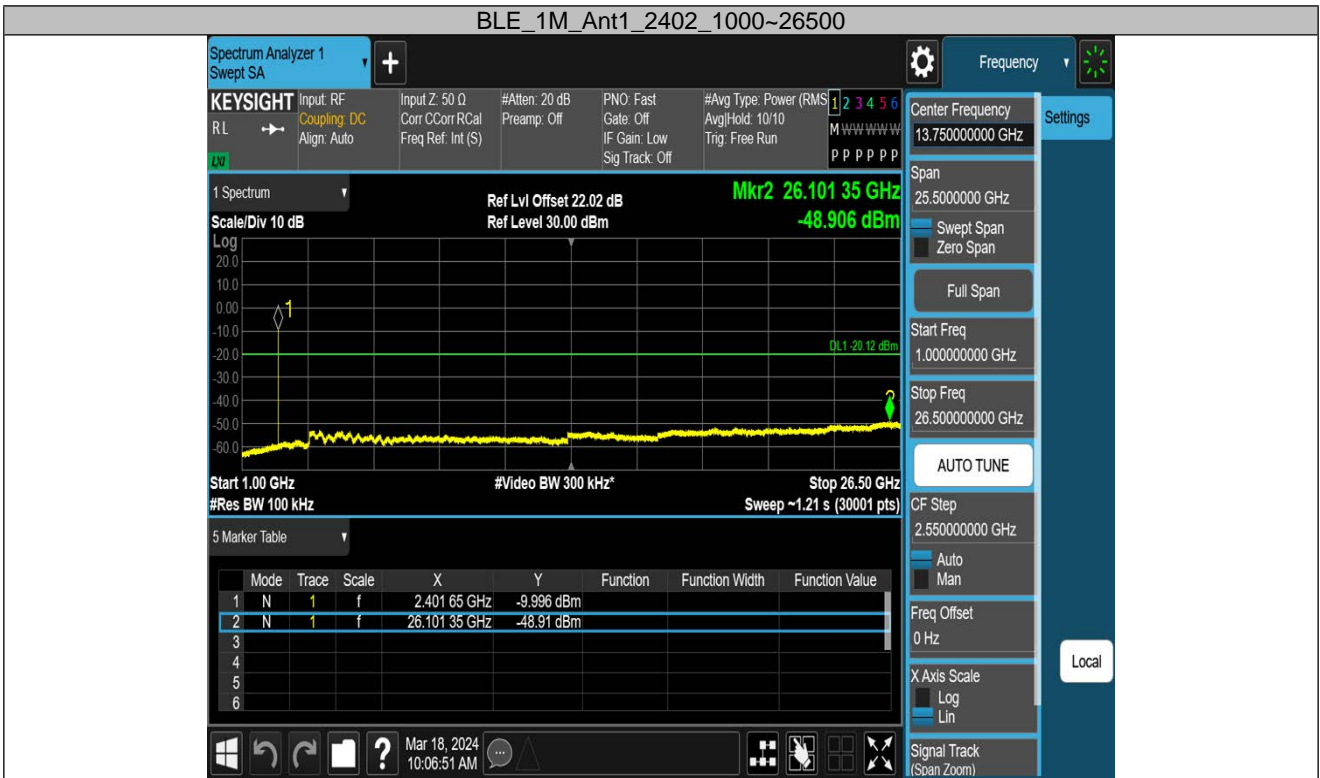 BLE_1M_Ant1_2402_1000~26500
Spectrum Analyzer 1
Swept SA
+
Frequency
KEYSIGHT
RL
LXI
Input: RF
Coupling: DC
Align: Auto
Input Z: 50 Ω
Corr CCorr RCal
Freq Ref: Int (S)
#Atten: 20 dB
Preamp: Off
PNO: Fast
Gate: Off
IF Gain: Low
Sig Track: Off
#Avg Type: Power (RMS
Avg|Hold: 10/10
Trig: Free Run
1 2 3 4 5 6
M W W W W W
P P P P P P
1 Spectrum
Scale/Div 10 dB
Ref Lvl Offset 22.02 dB
Ref Level 30.00 dBm
Mkr2 26.101 35 GHz
-48.906 dBm
Log
20.0
10.0
0.00
-10.0
-20.0
-30.0
-40.0
-50.0
-60.0
1
DL1 -20.12 dBm
Start 1.00 GHz
#Res BW 100 kHz
#Video BW 300 kHz*
Stop 26.50 GHz
Sweep ~1.21 s (30001 pts)
5 Marker Table
Mode Trace Scale X Y Function Function Width Function Value
1 N 1 f 2.401 65 GHz -9.996 dBm
2 N 1 f 26.101 35 GHz -48.91 dBm
3
4
5
6
Center Frequency
13.750000000 GHz
Settings
Span
25.5000000 GHz
Swept Span
Zero Span
Full Span
Start Freq
1.000000000 GHz
Stop Freq
26.500000000 GHz
AUTO TUNE
CF Step
2.550000000 GHz
Auto
Man
Freq Offset
0 Hz
Local
X Axis Scale
Log
Lin
Signal Track
(Span Zoom)
?
Mar 18, 2024
10:06:51 AM